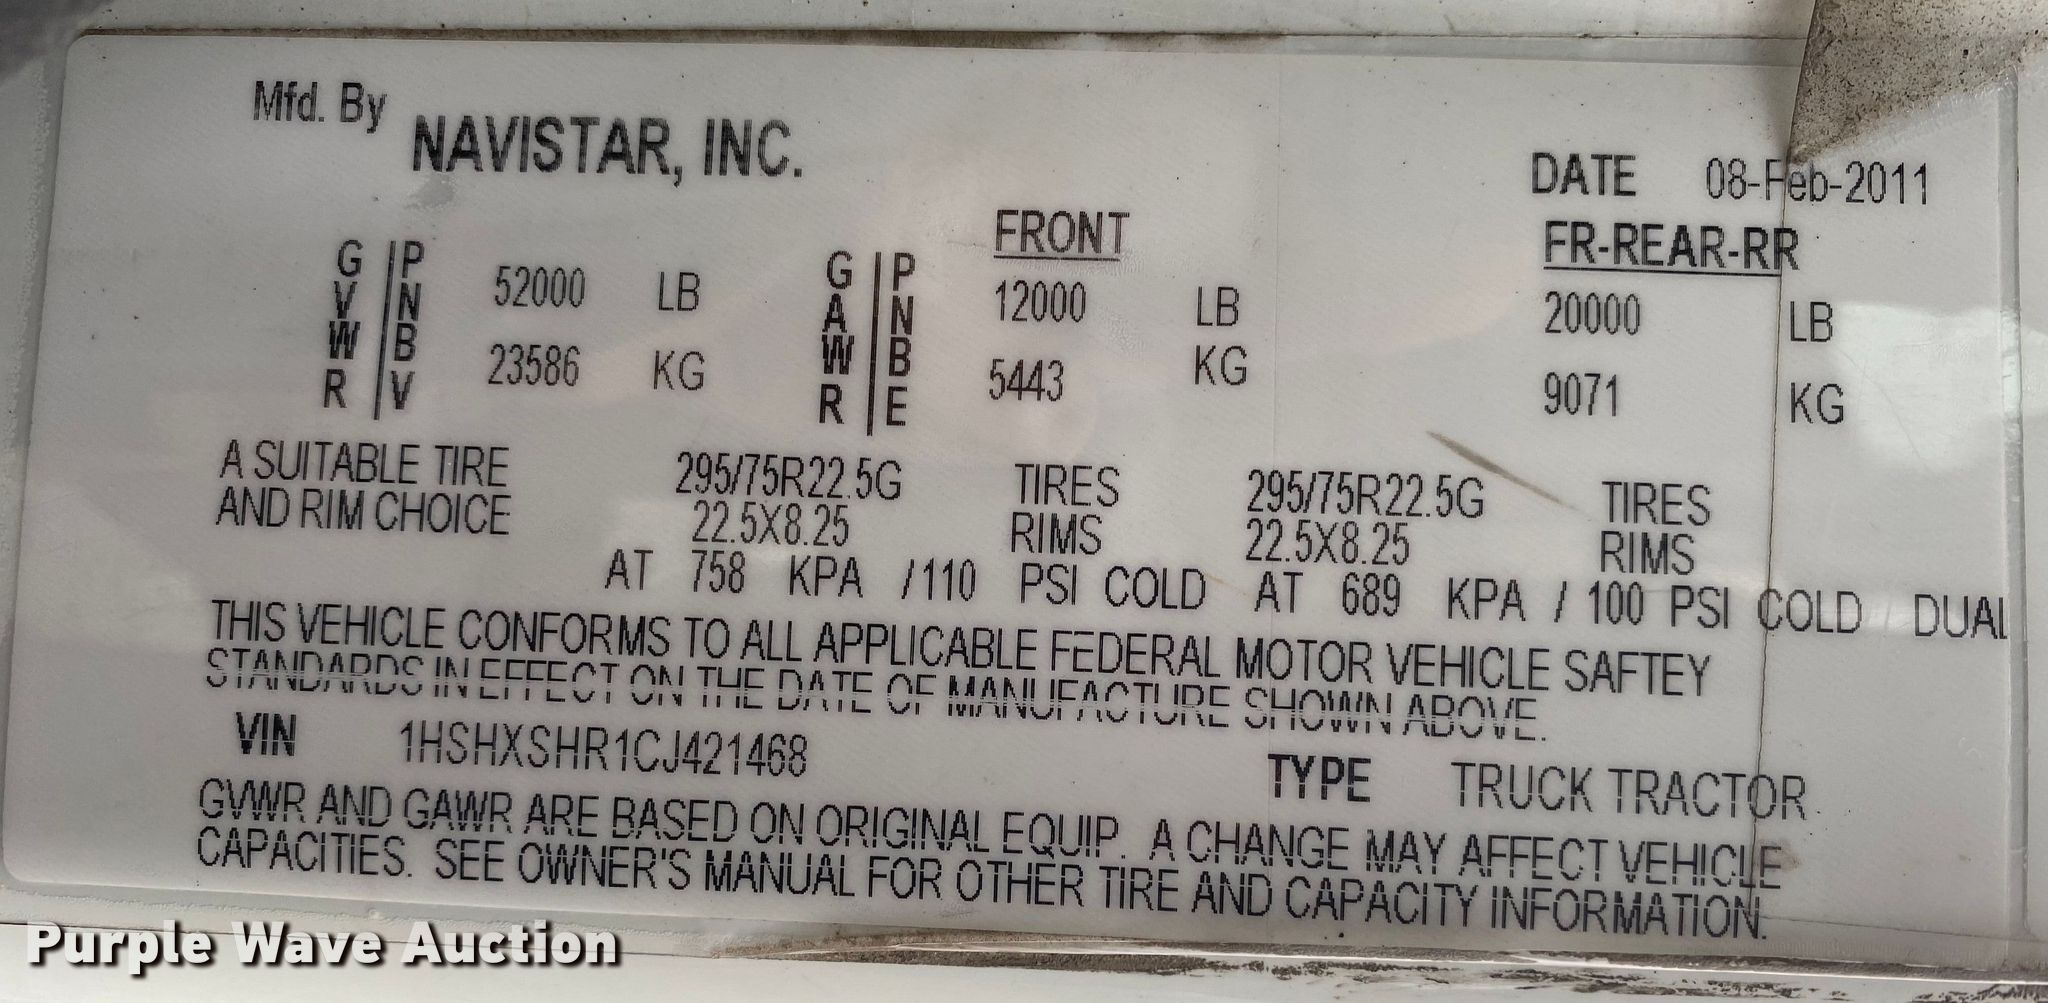 Mfd. By NAVISTAR, INC.
DATE 08-Feb-2011
FRONT FR-REAR-RR
GVWR PNBV 52000 LB GAWR PNBE 12000 LB 20000 LB
23586 KG 5443 KG 9071 KG
A SUITABLE TIRE 295/75R22.5G TIRES 295/75R22.5G TIRES
AND RIM CHOICE 22.5X8.25 RIMS 22.5X8.25 RIMS
AT 758 KPA /110 PSI COLD AT 689 KPA / 100 PSI COLD DUAL
THIS VEHICLE CONFORMS TO ALL APPLICABLE FEDERAL MOTOR VEHICLE SAFTEY
STANDARDS IN EFFECT ON THE DATE OF MANUFACTURE SHOWN ABOVE.
VIN 1HSHXSHR1CJ421468
TYPE TRUCK TRACTOR
GVWR AND GAWR ARE BASED ON ORIGINAL EQUIP. A CHANGE MAY AFFECT VEHICLE
CAPACITIES. SEE OWNER'S MANUAL FOR OTHER TIRE AND CAPACITY INFORMATION.
Purple Wave Auction